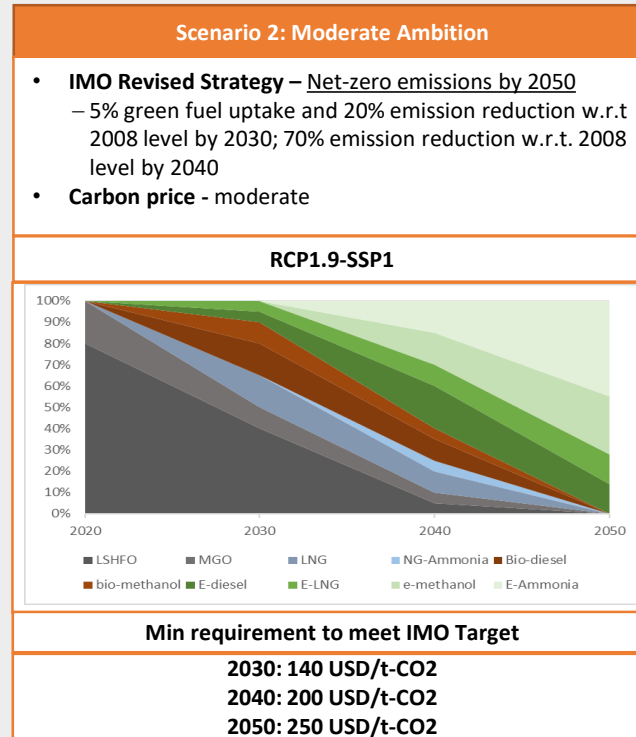 Scenario 2: Moderate Ambition
• IMO Revised Strategy – Net-zero emissions by 2050
– 5% green fuel uptake and 20% emission reduction w.r.t
2008 level by 2030; 70% emission reduction w.r.t. 2008
level by 2040
• Carbon price - moderate
RCP1.9-SSP1
100%
90%
80%
70%
60%
50%
40%
30%
20%
10%
0%
2020 2030 2040 2050
LSHFO MGO LNG NG-Ammonia Bio-diesel
bio-methanol E-diesel E-LNG e-methanol E-Ammonia
Min requirement to meet IMO Target
2030: 140 USD/t-CO2
2040: 200 USD/t-CO2
2050: 250 USD/t-CO2